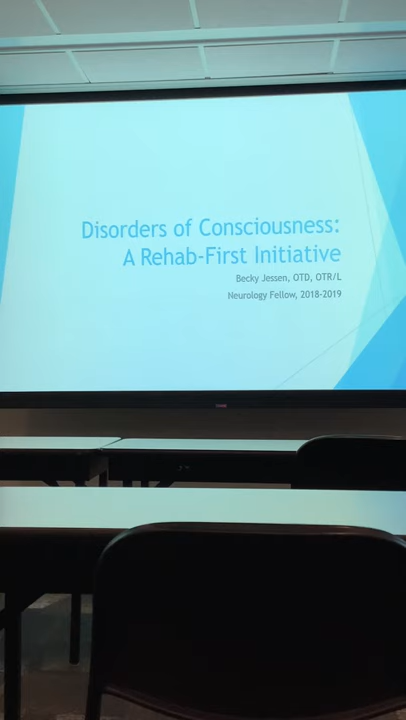 Disorders of Consciousness:
A Rehab-First Initiative
Becky Jessen, OTD, OTR/L
Neurology Fellow, 2018-2019